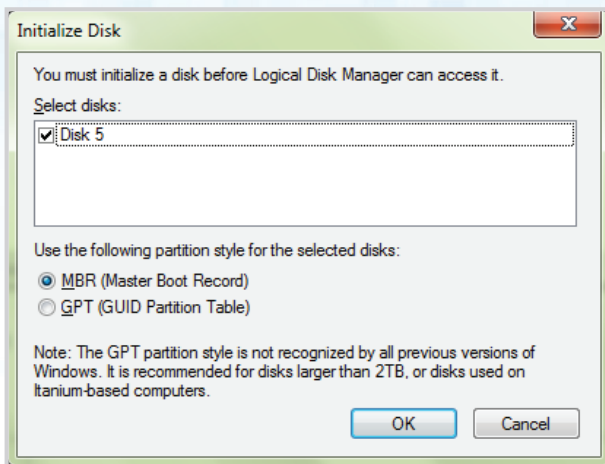 Initialize Disk
You must initialize a disk before Logical Disk Manager can access it.
Select disks:
Disk 5
Use the following partition style for the selected disks:
MBR (Master Boot Record)
GPT (GUID Partition Table)
Note: The GPT partition style is not recognized by all previous versions of
Windows. It is recommended for disks larger than 2TB, or disks used on
Itanium-based computers.
OK Cancel